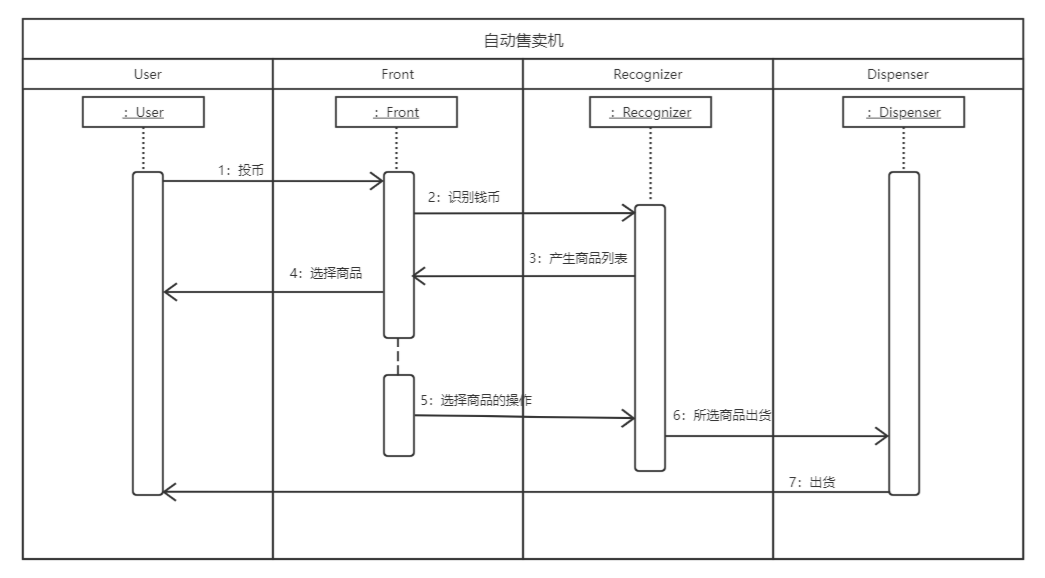 自动售卖机
User
Front
Recognizer
Dispenser
: User
: Front
: Recognizer
: Dispenser
1: 投币
2: 识别钱币
3: 产生商品列表
4: 选择商品
5: 选择商品的操作
6: 所选商品出货
7: 出货